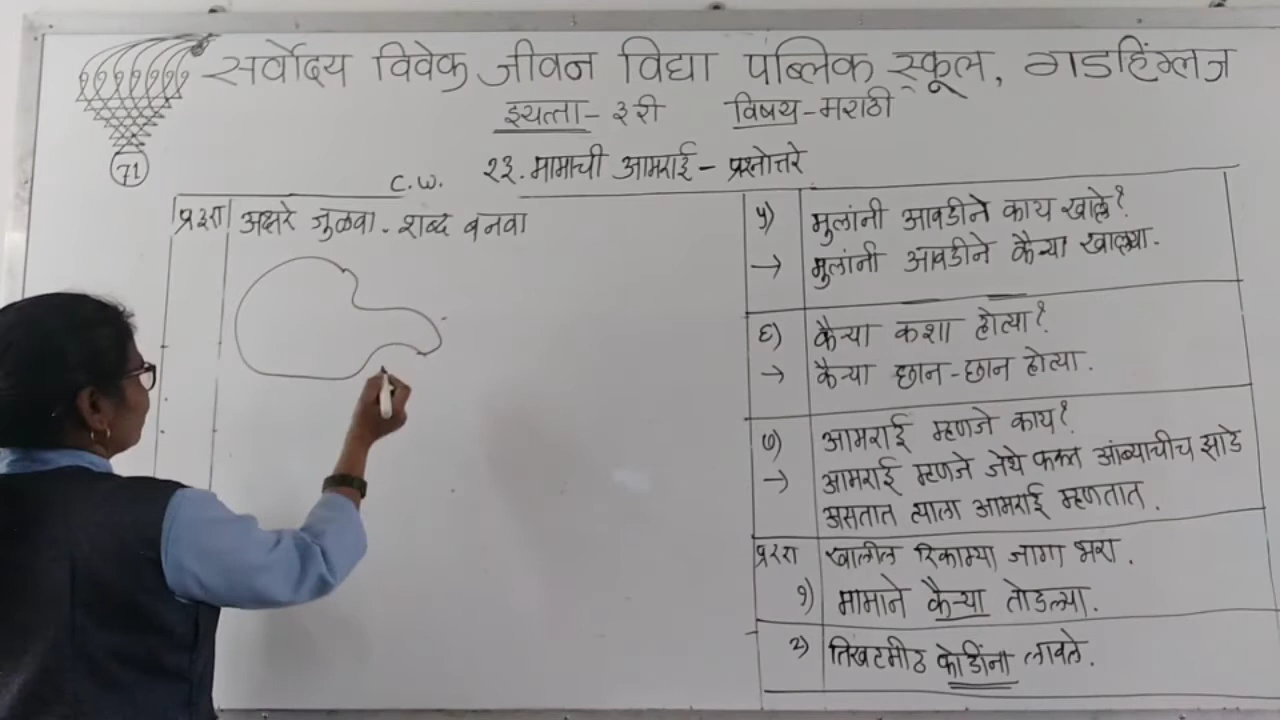 सर्वोदय विवेक जीवन विद्या पब्लिक स्कूल, गडहिंग्लज
इयत्ता - ३री विषय - मराठी
71
२३. मामाची आमराई - प्रश्नोत्तरे
C.W.
प्र३रा अक्षरे जुळवा. शब्द बनवा
५) मुलांनी आवडीने काय खाल्ले?
→ मुलांनी आवडीने कैऱ्या खाल्ल्या.
६) कैऱ्या कशा होत्या?
→ कैऱ्या छान-छान होत्या.
७) आमराई म्हणजे काय?
→ आमराई म्हणजे जेथे फक्त आंब्याचीच झाडे
असतात त्याला आमराई म्हणतात.
प्र२रा खालील रिकाम्या जागा भरा.
१) मामाने कैऱ्या तोडल्या.
२) तिखटमीठ फोडींना लावले.